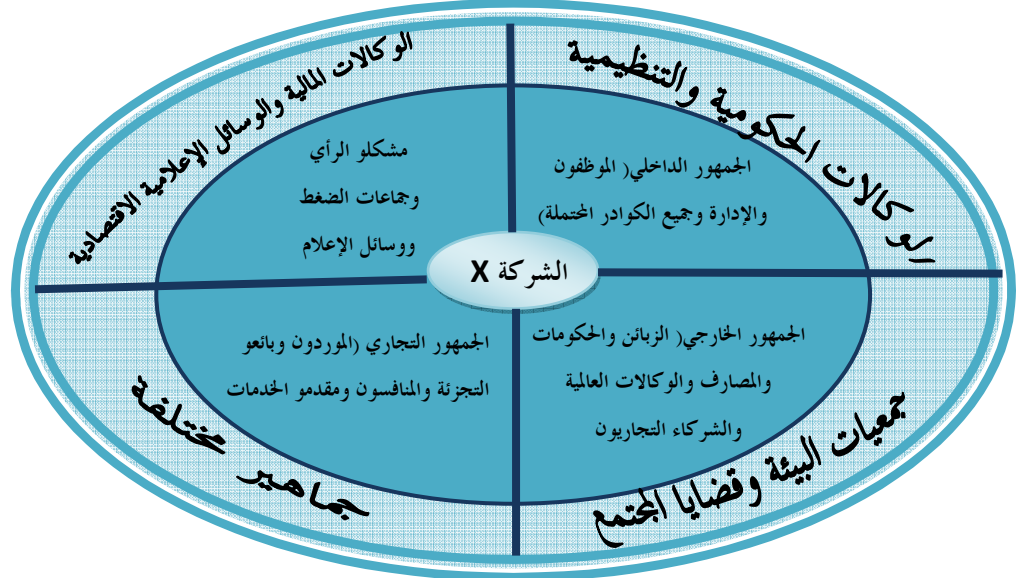 الوكالات الحكومية والتنظيمية
الوكالات المالية والوسائل الإعلامية الاقتصادية
الجمهور الداخلي( الموظفون
والإدارة وجميع الكوادر المحتملة)
مشكلو الرأي
وجماعات الضغط
ووسائل الإعلام
الشركة X
الجمهور الخارجي( الزبائن والحكومات
والمصارف والوكالات العالمية
والشركاء التجاريون
الجمهور التجاري (الموردون وبائعو
التجزئة والمنافسون ومقدمو الخدمات
جمعيات البيئة وقضايا المجتمع
جماهير مختلفة